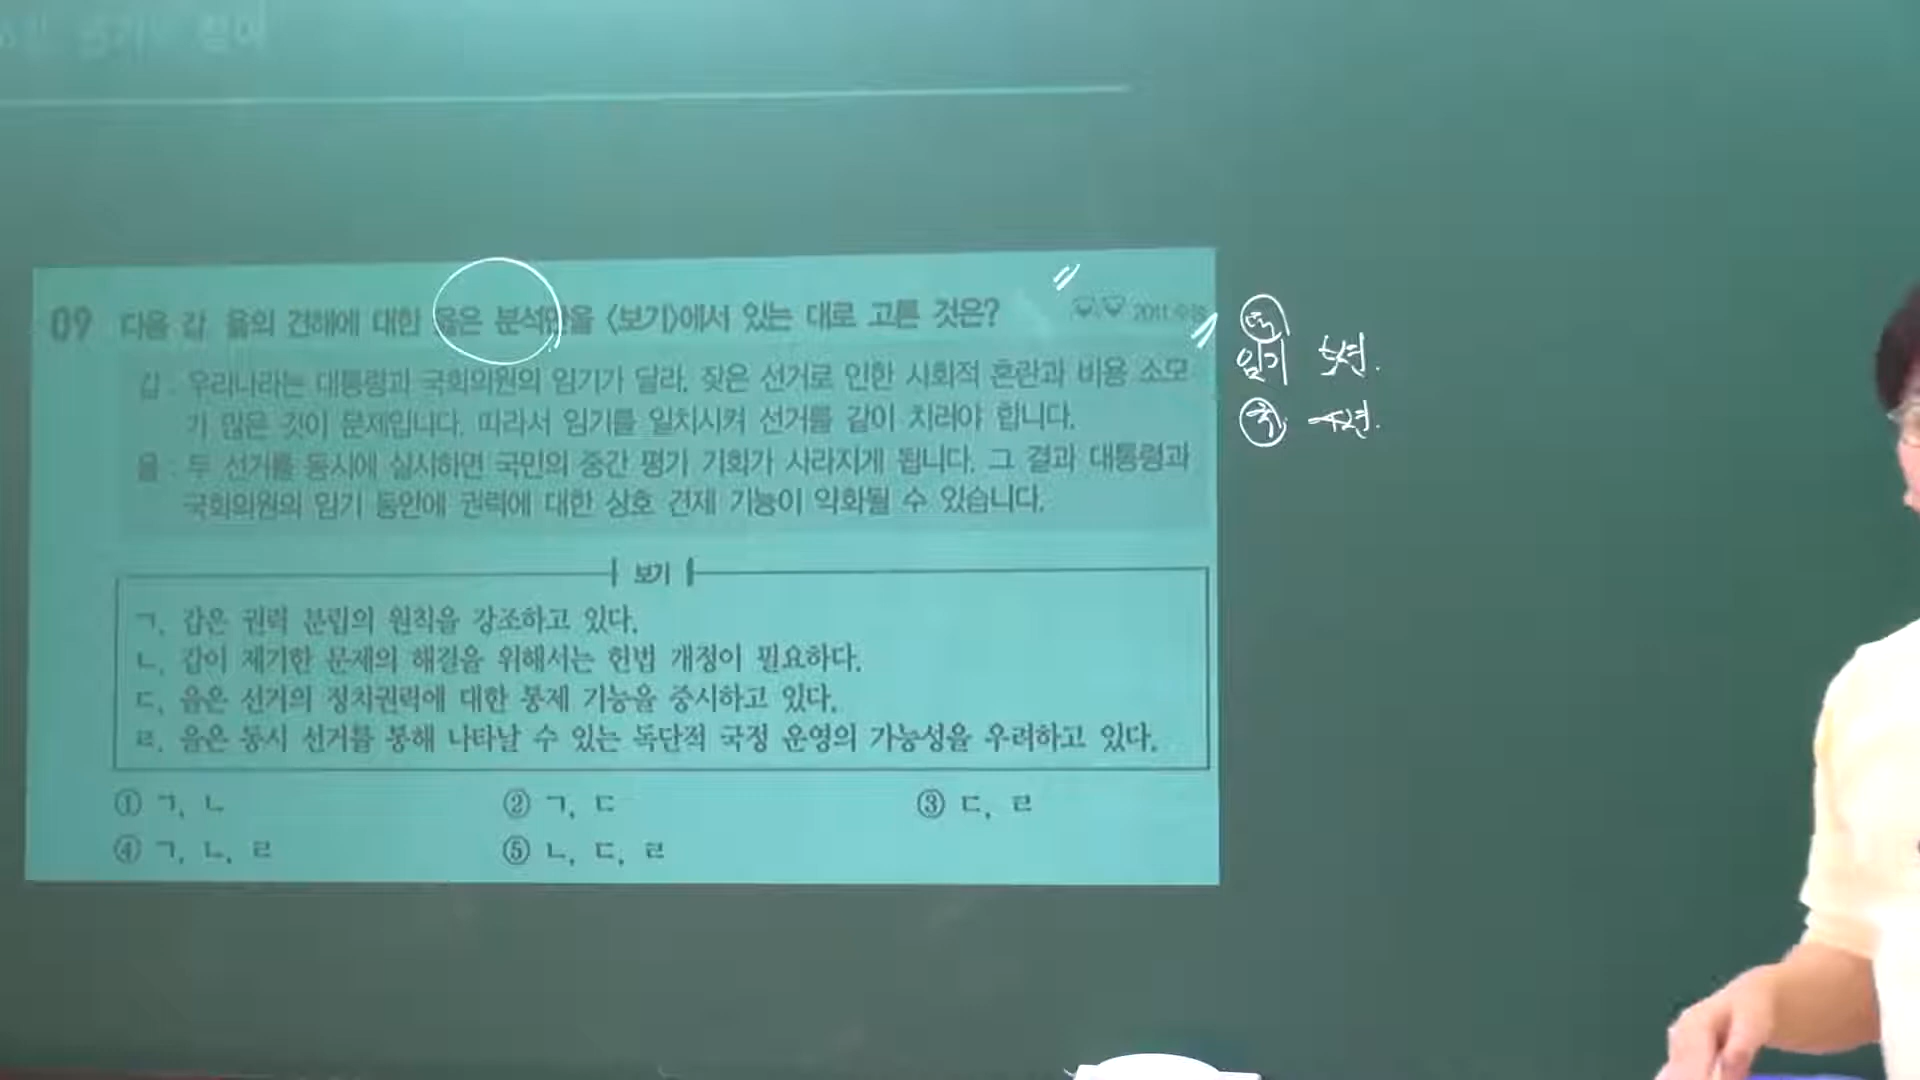 참여
09 다음 갑 을의 견해에 대한 옳은 분석만을 〈보기〉에서 있는 대로 고른 것은?
2011 수능
갑 : 우리나라는 대통령과 국회의원의 임기가 달라, 잦은 선거로 인한 사회적 혼란과 비용 소모
가 많은 것이 문제입니다. 따라서 임기를 일치시켜 선거를 같이 치러야 합니다.
을 : 두 선거를 동시에 실시하면 국민의 중간 평가 기회가 사라지게 됩니다. 그 결과 대통령과
국회의원의 임기 동안에 권력에 대한 상호 견제 기능이 약화될 수 있습니다.
보기
ㄱ. 갑은 권력 분립의 원칙을 강조하고 있다.
ㄴ. 갑이 제기한 문제의 해결을 위해서는 헌법 개정이 필요하다.
ㄷ. 을은 선거의 정치권력에 대한 통제 기능을 중시하고 있다.
ㄹ. 을은 동시 선거를 통해 나타날 수 있는 독단적 국정 운영의 가능성을 우려하고 있다.
① ㄱ, ㄴ ② ㄱ, ㄷ ③ ㄷ, ㄹ
④ ㄱ, ㄴ, ㄹ ⑤ ㄴ, ㄷ, ㄹ
대
임기 5년.
국 4년.